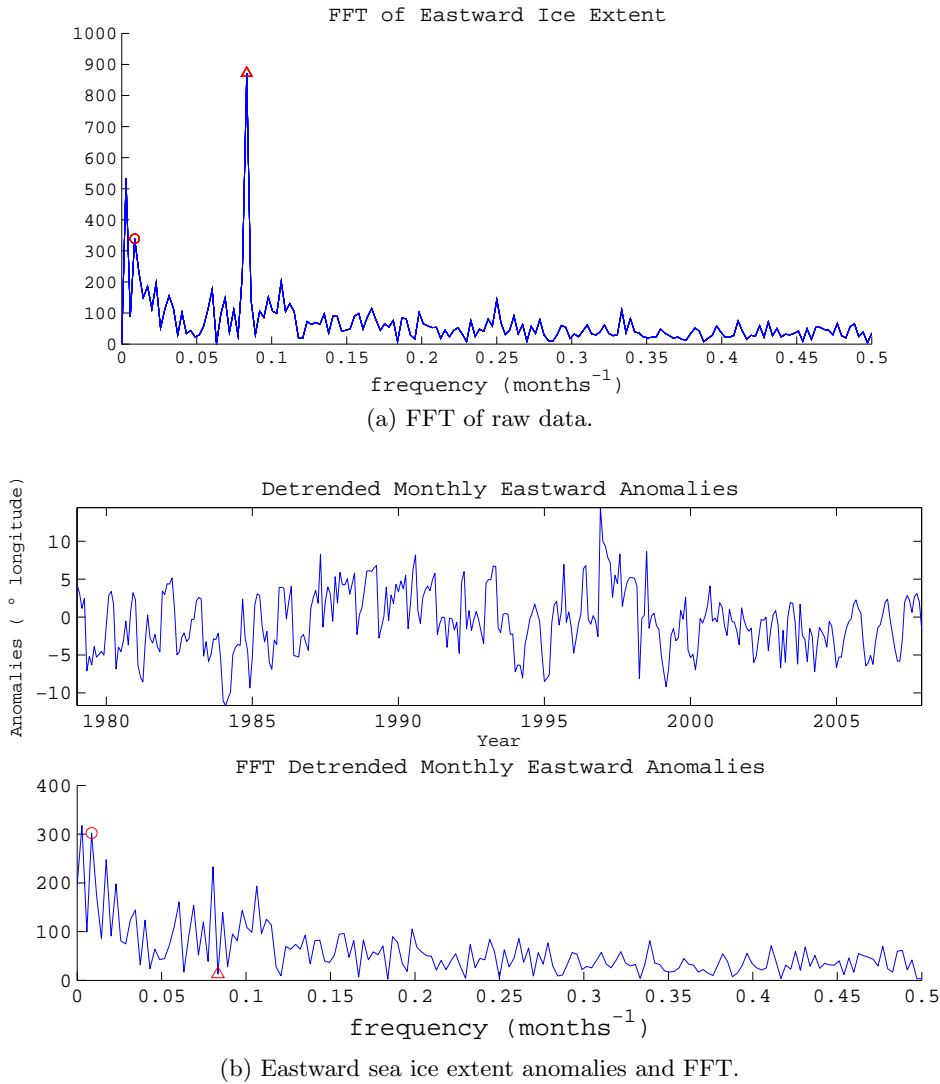 FFT of Eastward Ice Extent
1000
900
800
700
600
500
400
300
200
100
0
0 0.05 0.1 0.15 0.2 0.25 0.3 0.35 0.4 0.45 0.5
frequency (months⁻¹)
(a) FFT of raw data.
Detrended Monthly Eastward Anomalies
Anomalies ( ° longitude)
10
5
0
−5
−10
1980 1985 1990 1995 2000 2005
Year
FFT Detrended Monthly Eastward Anomalies
400
300
200
100
0
0 0.05 0.1 0.15 0.2 0.25 0.3 0.35 0.4 0.45 0.5
frequency (months⁻¹)
(b) Eastward sea ice extent anomalies and FFT.